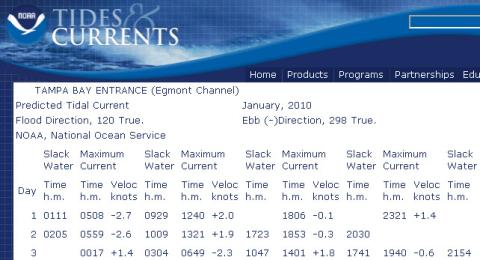 NOAA
TIDES &
CURRENTS
Home Products Programs Partnerships Edu
TAMPA BAY ENTRANCE (Egmont Channel)
Predicted Tidal Current January, 2010
Flood Direction, 120 True. Ebb (-)Direction, 298 True.
NOAA, National Ocean Service
Slack Maximum Slack Maximum Slack Maximum Slack Maximum Slack
Water Current Water Current Water Current Water Current Water
Day Time Time Veloc Time Time Veloc Time Time Veloc Time Time Veloc Time
h.m. h.m. knots h.m. h.m. knots h.m. h.m. knots h.m. h.m. knots h.m.
1 0111 0508 -2.7 0929 1240 +2.0 1806 -0.1 2321 +1.4
2 0205 0559 -2.6 1009 1321 +1.9 1723 1853 -0.3 2030
3 0017 +1.4 0304 0649 -2.3 1047 1401 +1.8 1741 1940 -0.6 2154